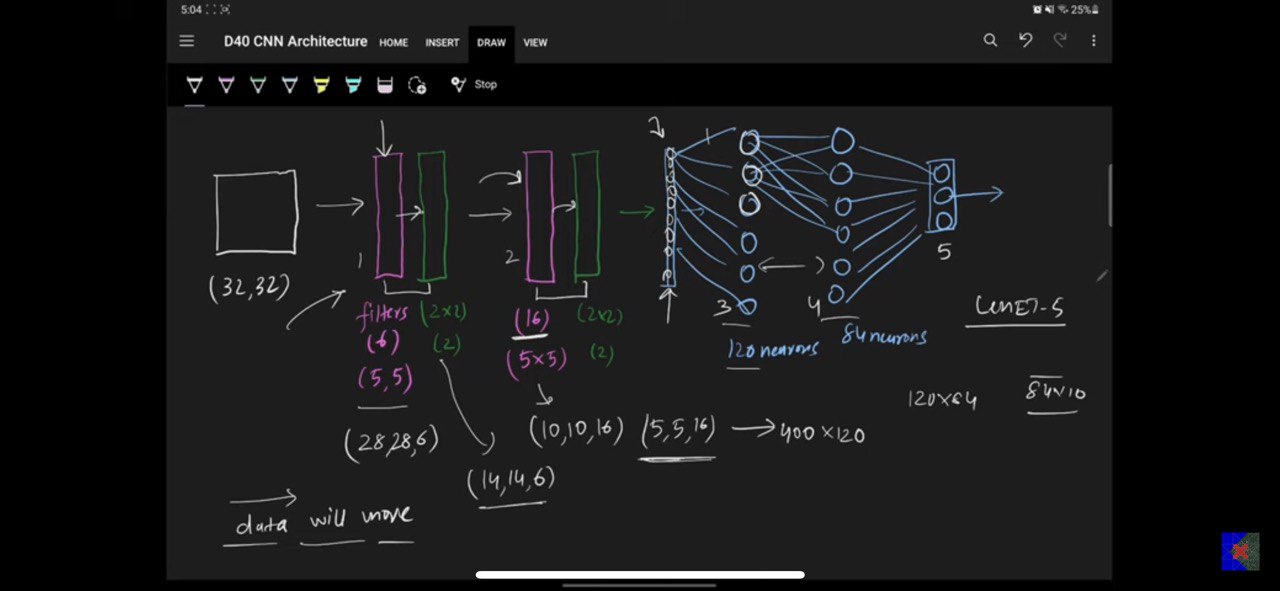 5:04
25%
D40 CNN Architecture HOME INSERT DRAW VIEW
Stop
1
2
3
4
5
(32,32)
filters (2×2)
(6) (2)
(5,5)
(28,28,6)
(16) (2×2)
(5×5) (2)
(10,10,16) (5,5,16) → 400×120
(14,14,6)
120 neurons
84 neurons
LeNET-5
120×84
84×10
data will move